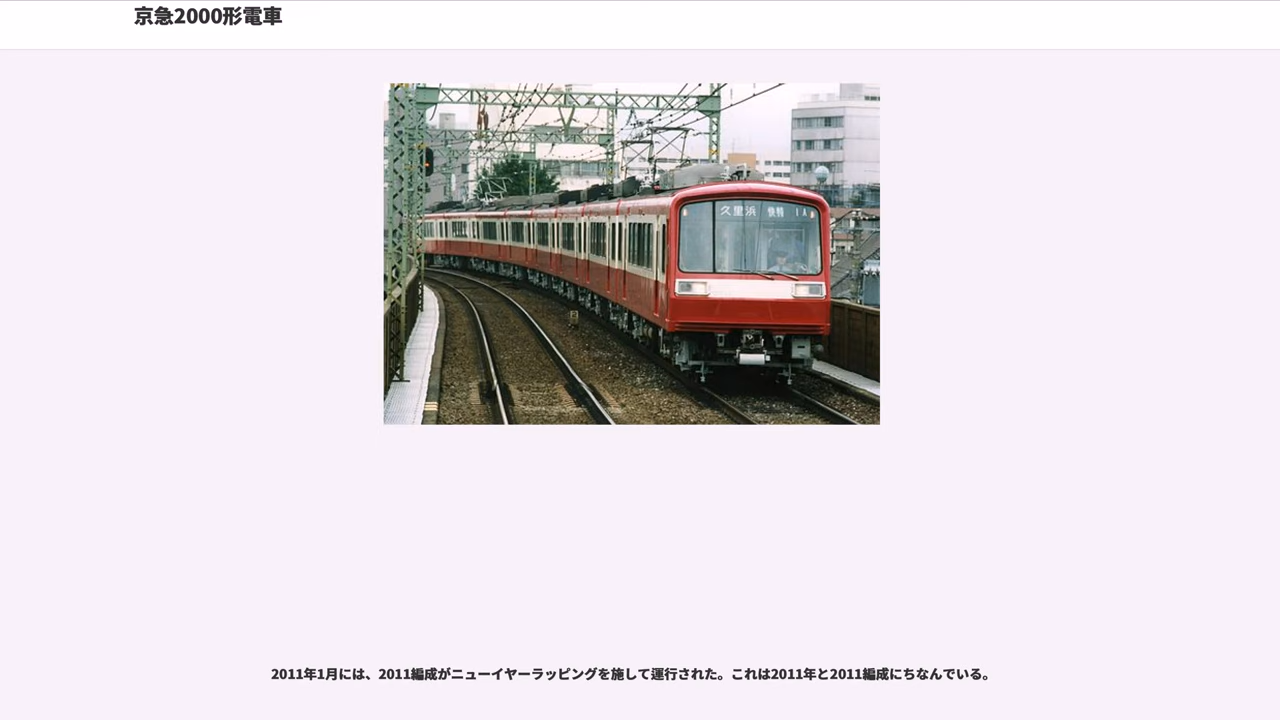 京急2000形電車
久里浜 快特 1A
2011年1月には、2011編成がニューイヤーラッピングを施して運行された。これは2011年と2011編成にちなんでいる。